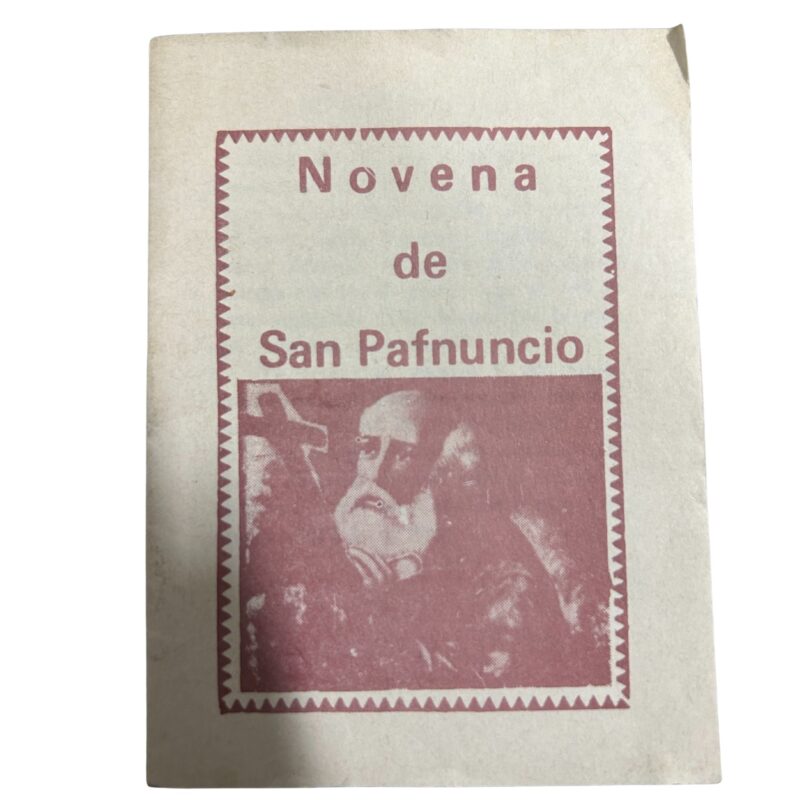 Novena
de
San Pafnuncio